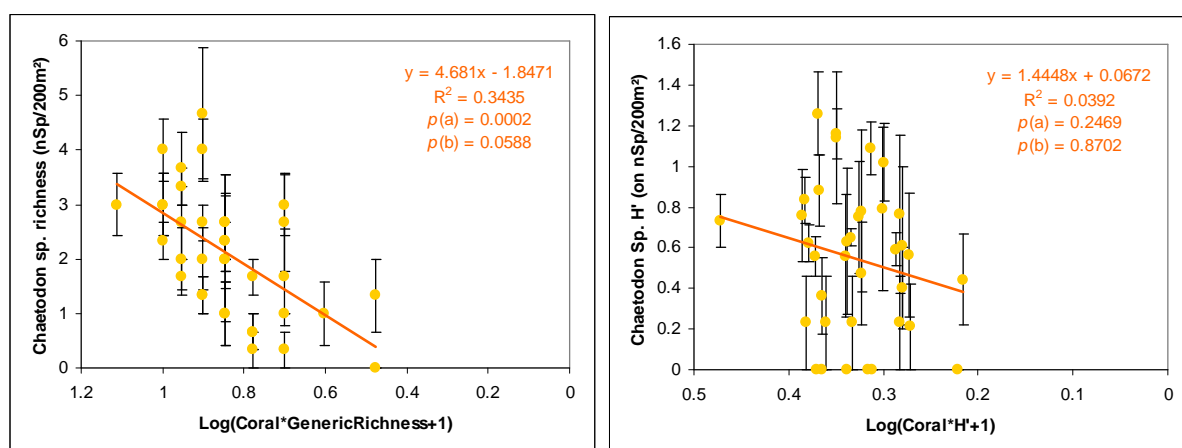 Chaetodon sp. richness (nSp/200m²)
6
5
4
3
2
1
0
y = 4.681x - 1.8471
R² = 0.3435
p(a) = 0.0002
p(b) = 0.0588
1.2 1 0.8 0.6 0.4 0.2 0
Log(Coral*GenericRichness+1)
Chaetodon Sp. H' (on nSp/200m²)
1.6
1.4
1.2
1
0.8
0.6
0.4
0.2
0
y = 1.4448x + 0.0672
R² = 0.0392
p(a) = 0.2469
p(b) = 0.8702
0.5 0.4 0.3 0.2 0.1 0
Log(Coral*H'+1)